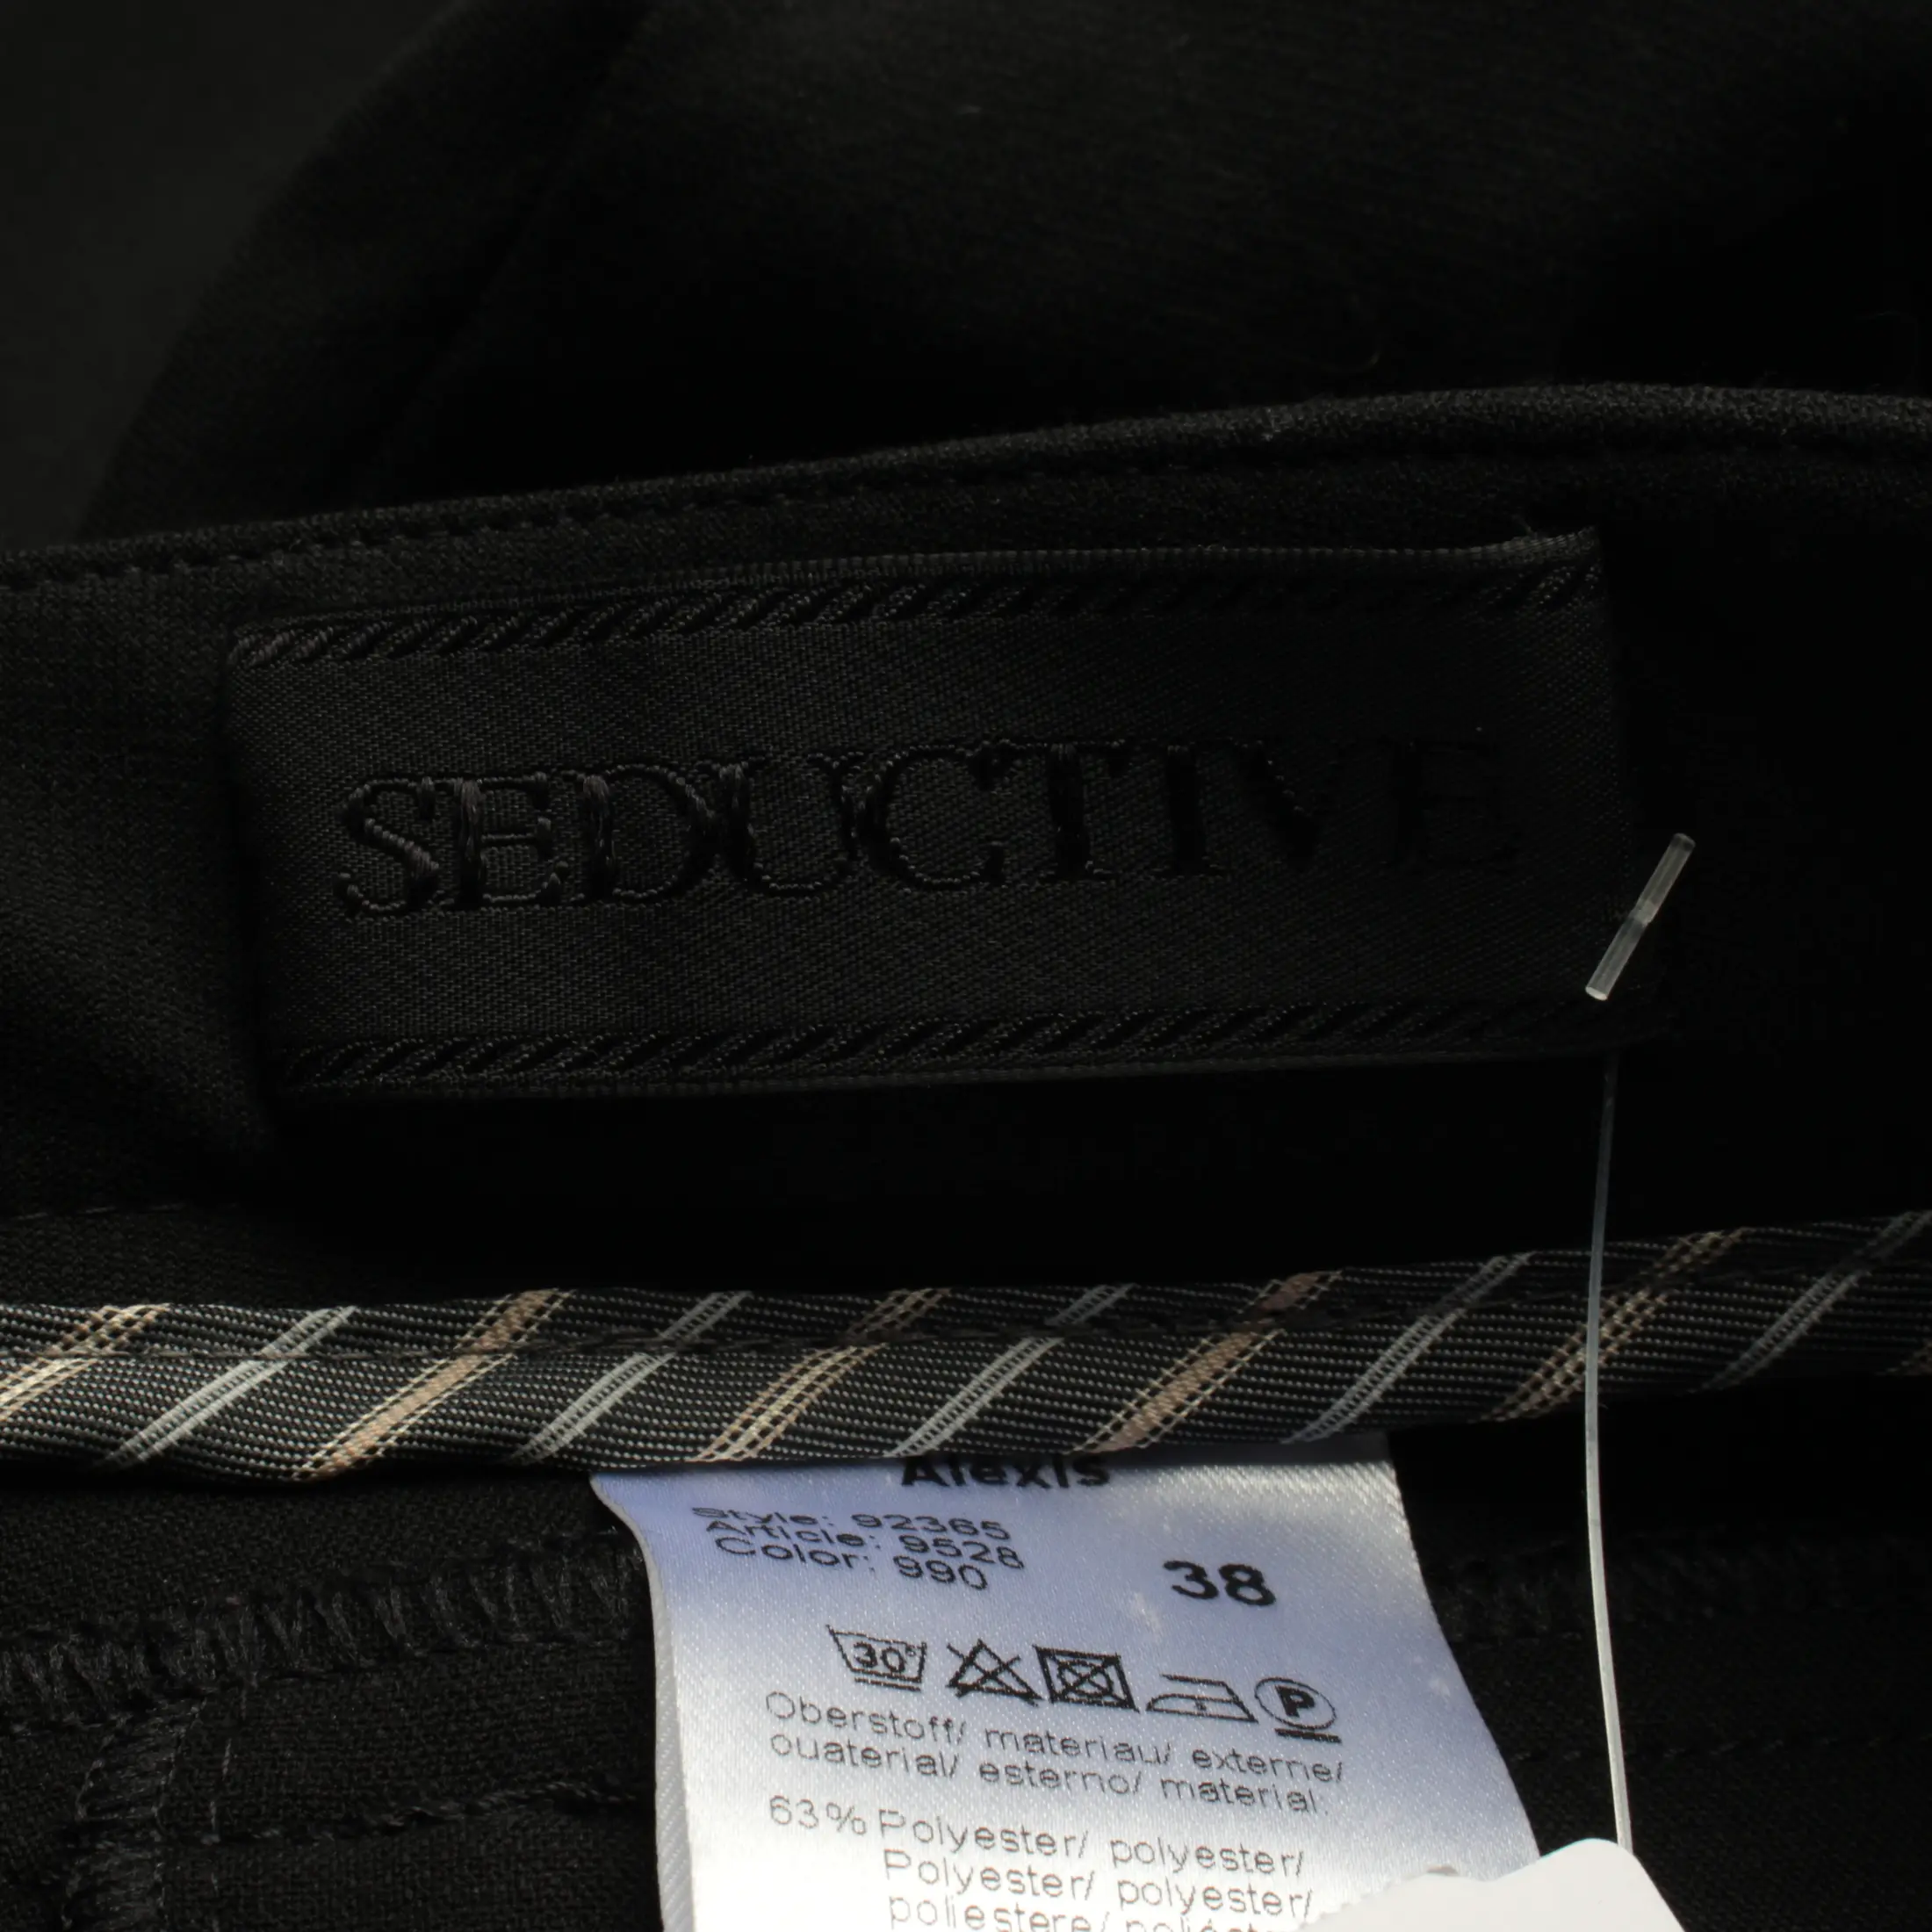 SEDUCTIVE
Alexis
Style: 92365
Article: 9528
Color: 990
38
30°
P
Oberstoff/ materiau/ externe/
ouaterial/ esterno/ material:
63% Polyester/ polyester/
Polyester/ polyester/
poliestere/